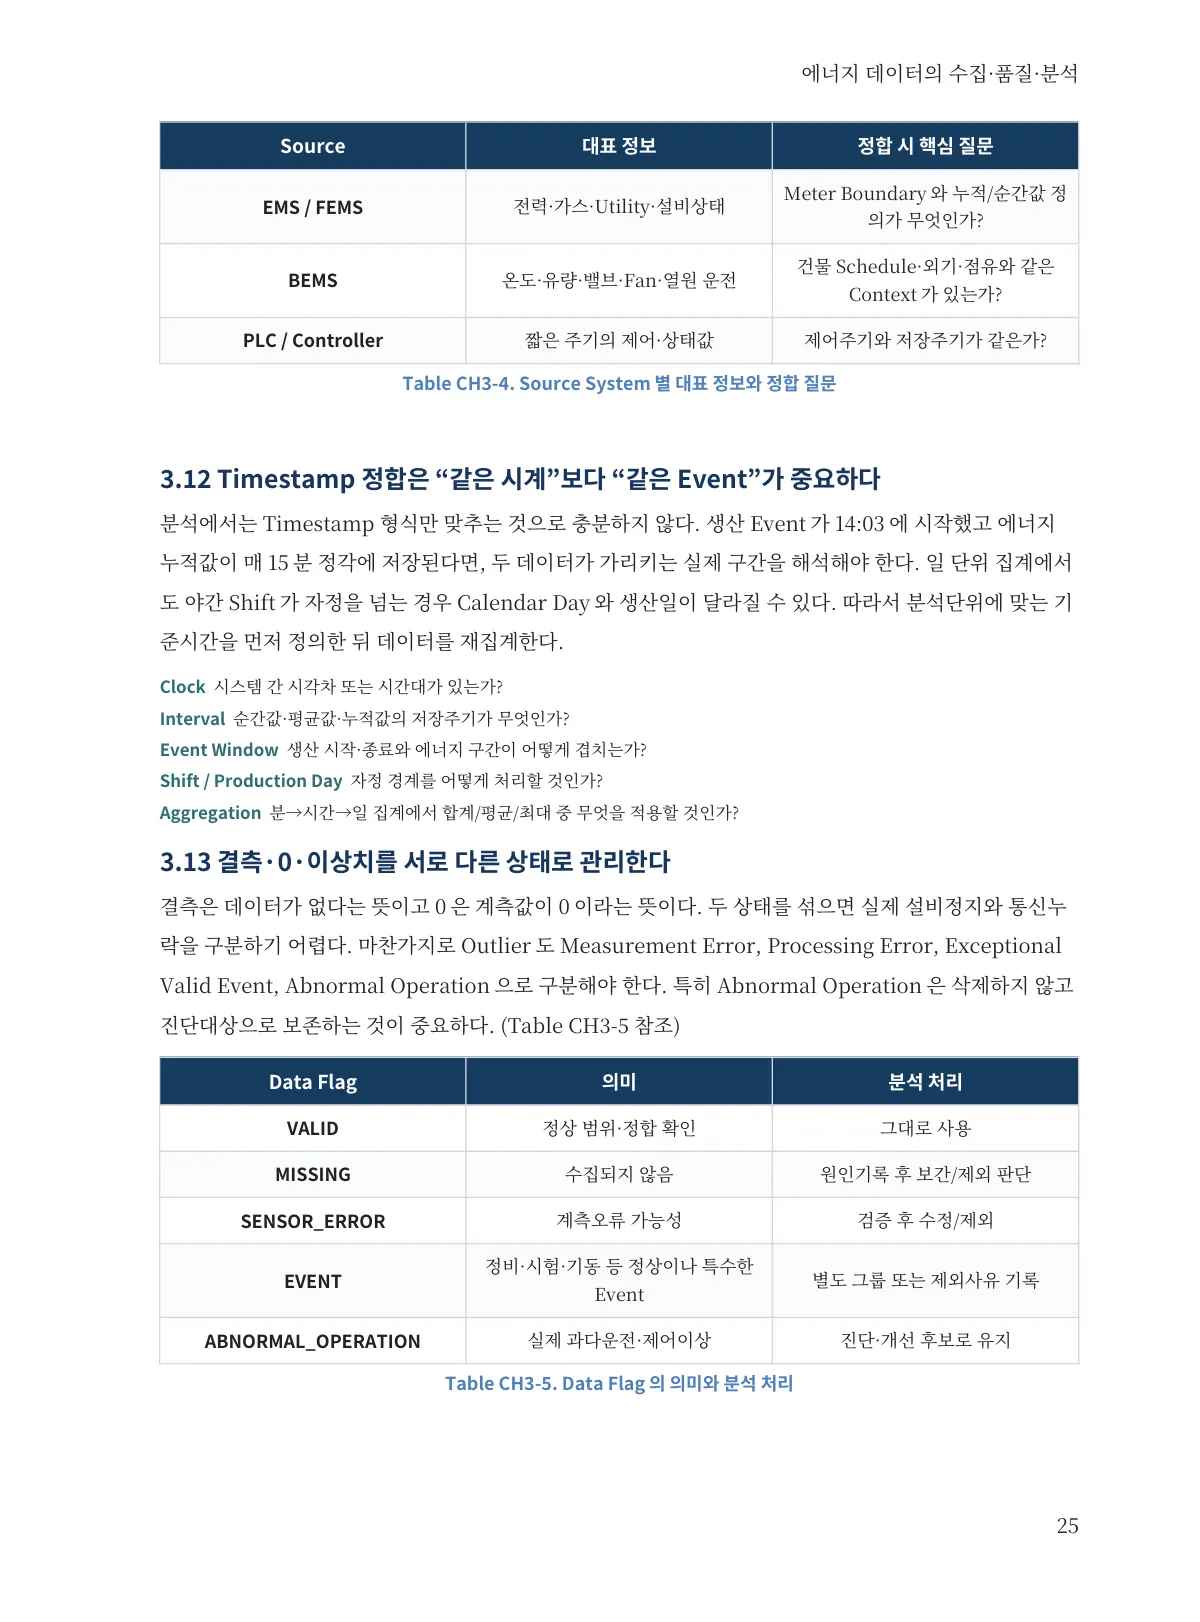 에너지 데이터의 수집·품질·분석
Source 대표 정보 정합 시 핵심 질문
EMS / FEMS 전력·가스·Utility·설비상태 Meter Boundary 와 누적/순간값 정
의가 무엇인가?
BEMS 온도·유량·밸브·Fan·열원 운전 건물 Schedule·외기·점유와 같은
Context 가 있는가?
PLC / Controller 짧은 주기의 제어·상태값 제어주기와 저장주기가 같은가?
Table CH3-4. Source System 별 대표 정보와 정합 질문
3.12 Timestamp 정합은 “같은 시계”보다 “같은 Event”가 중요하다
분석에서는 Timestamp 형식만 맞추는 것으로 충분하지 않다. 생산 Event 가 14:03 에 시작했고 에너지
누적값이 매 15 분 정각에 저장된다면, 두 데이터가 가리키는 실제 구간을 해석해야 한다. 일 단위 집계에서
도 야간 Shift 가 자정을 넘는 경우 Calendar Day 와 생산일이 달라질 수 있다. 따라서 분석단위에 맞는 기
준시간을 먼저 정의한 뒤 데이터를 재집계한다.
Clock 시스템 간 시각차 또는 시간대가 있는가?
Interval 순간값·평균값·누적값의 저장주기가 무엇인가?
Event Window 생산 시작·종료와 에너지 구간이 어떻게 겹치는가?
Shift / Production Day 자정 경계를 어떻게 처리할 것인가?
Aggregation 분→시간→일 집계에서 합계/평균/최대 중 무엇을 적용할 것인가?
3.13 결측·0·이상치를 서로 다른 상태로 관리한다
결측은 데이터가 없다는 뜻이고 0 은 계측값이 0 이라는 뜻이다. 두 상태를 섞으면 실제 설비정지와 통신누
락을 구분하기 어렵다. 마찬가지로 Outlier 도 Measurement Error, Processing Error, Exceptional
Valid Event, Abnormal Operation 으로 구분해야 한다. 특히 Abnormal Operation 은 삭제하지 않고
진단대상으로 보존하는 것이 중요하다. (Table CH3-5 참조)
Data Flag 의미 분석 처리
VALID 정상 범위·정합 확인 그대로 사용
MISSING 수집되지 않음 원인기록 후 보간/제외 판단
SENSOR_ERROR 계측오류 가능성 검증 후 수정/제외
EVENT 정비·시험·기동 등 정상이나 특수한
Event 별도 그룹 또는 제외사유 기록
ABNORMAL_OPERATION 실제 과다운전·제어이상 진단·개선 후보로 유지
Table CH3-5. Data Flag 의 의미와 분석 처리
25